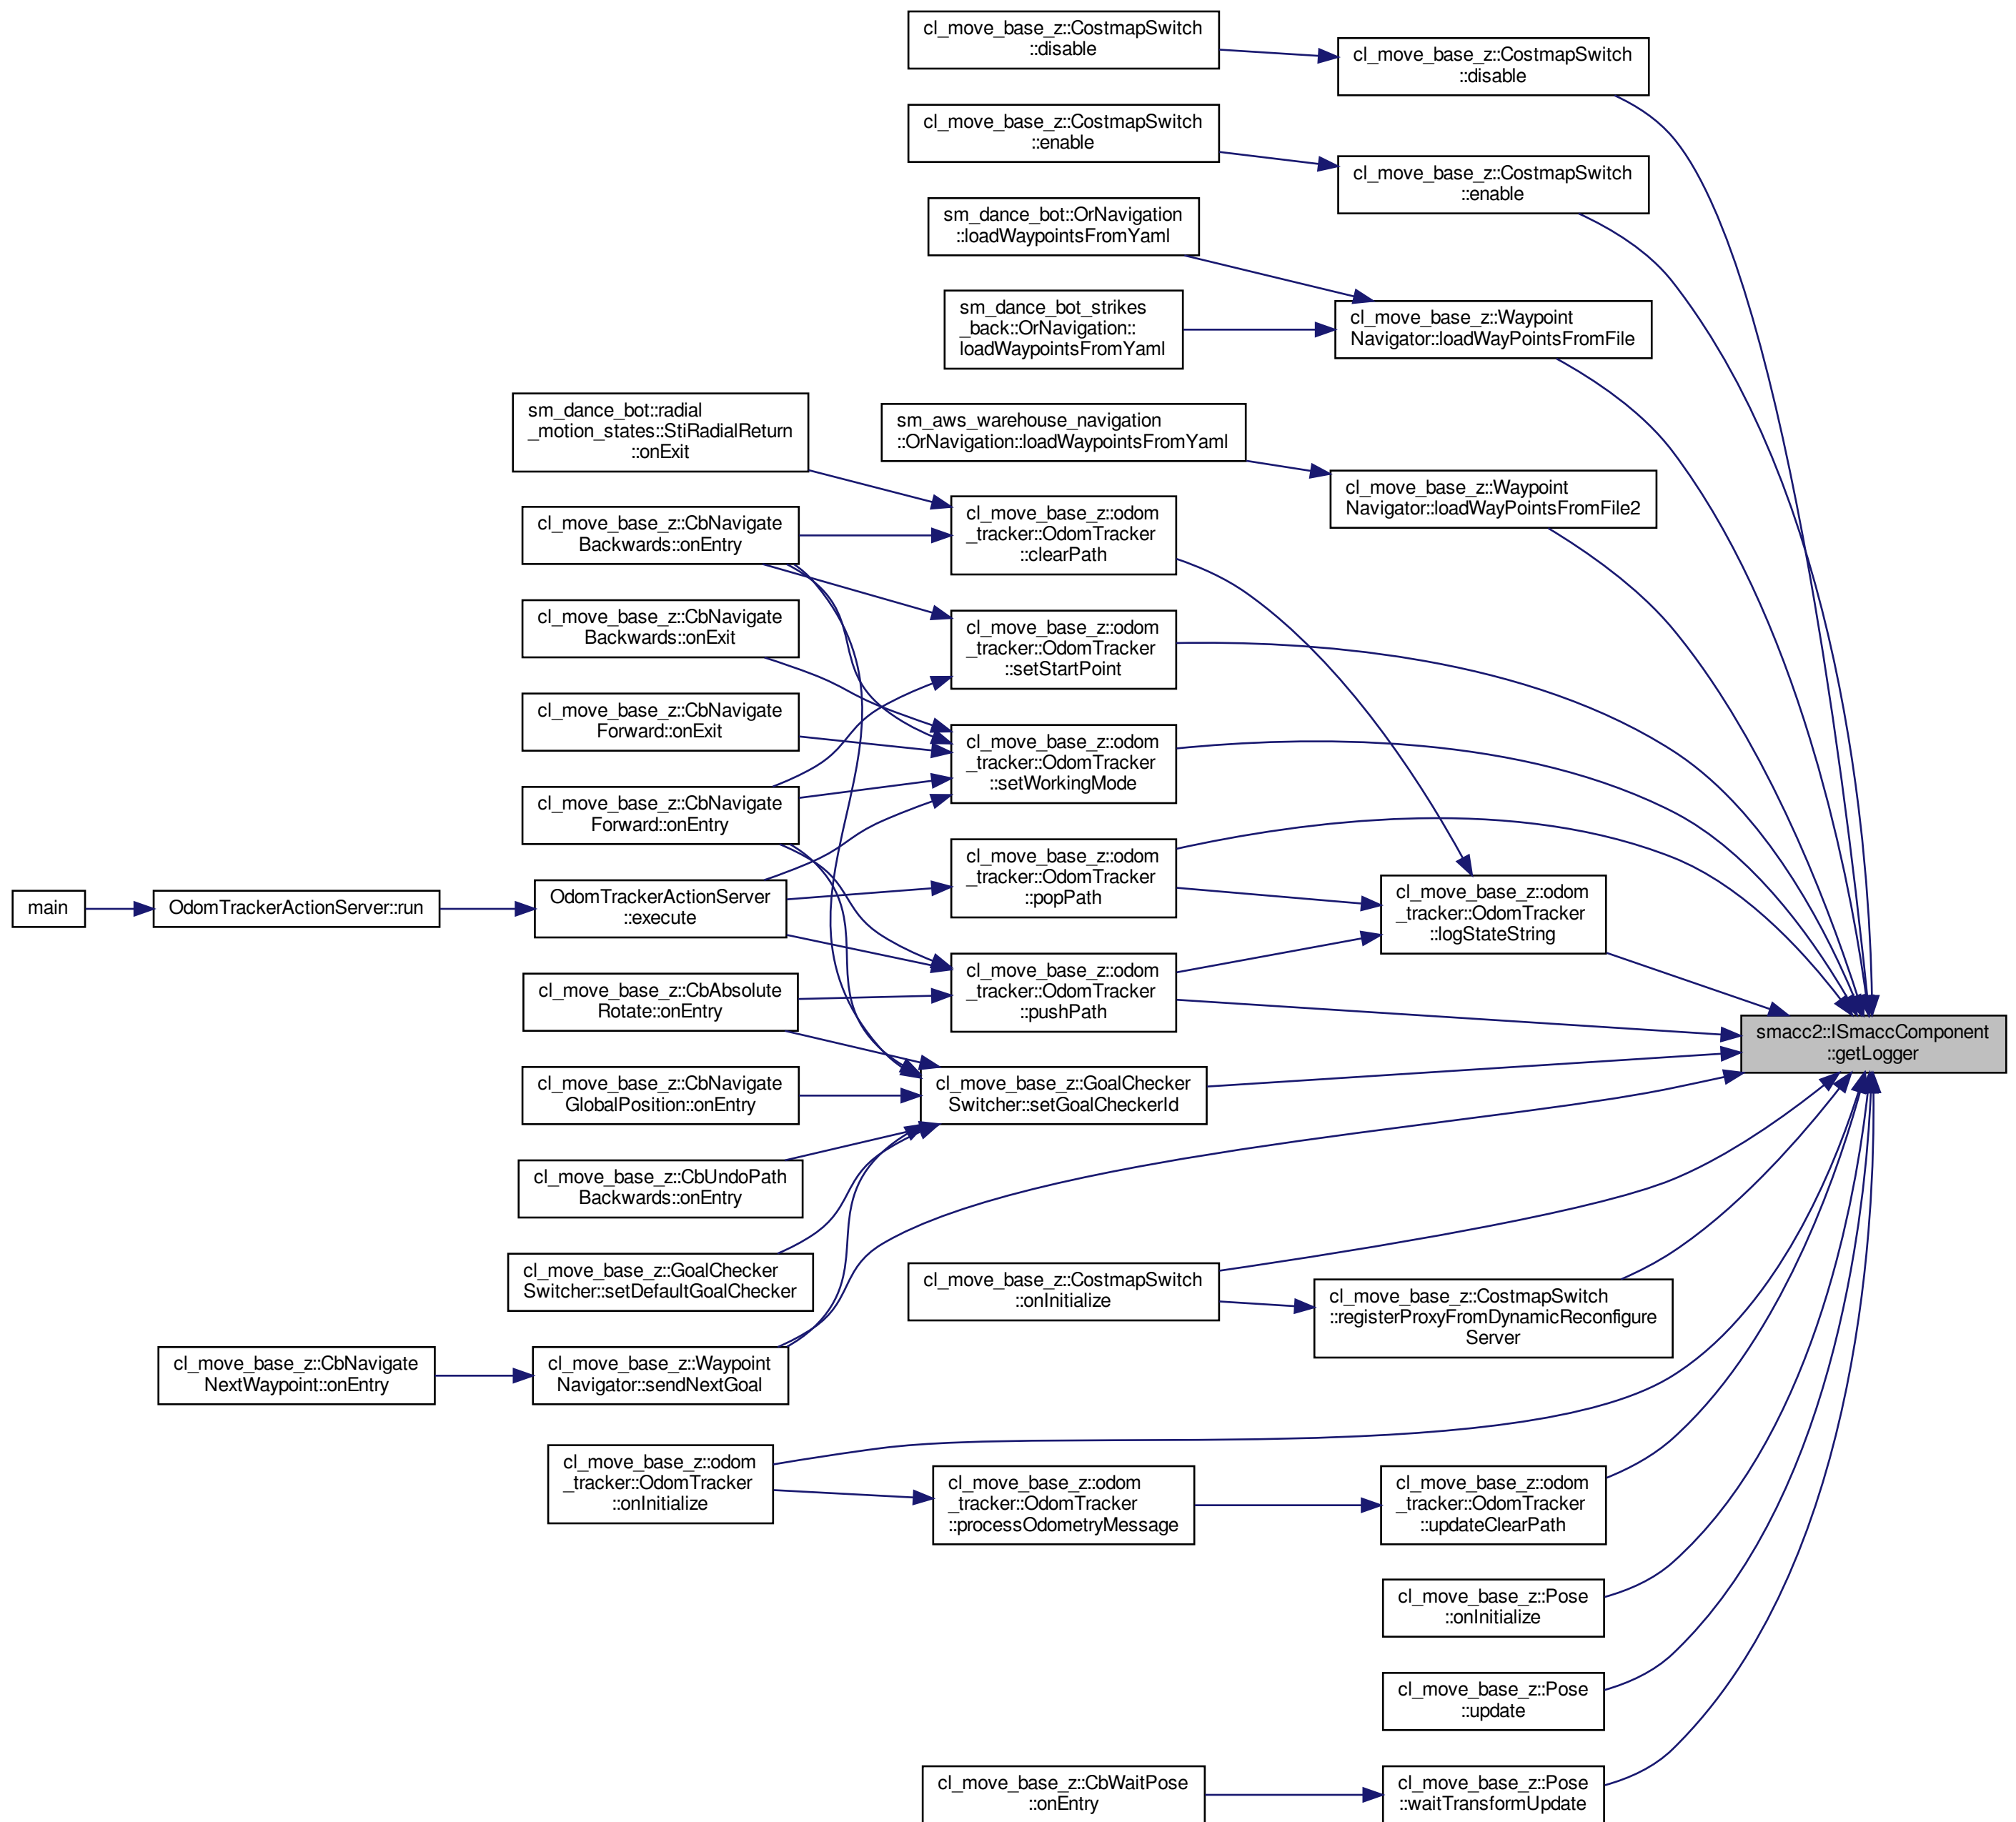 cl_move_base_z::CostmapSwitch
::disable
cl_move_base_z::CostmapSwitch
::disable
cl_move_base_z::CostmapSwitch
::enable
cl_move_base_z::CostmapSwitch
::enable
sm_dance_bot::OrNavigation
::loadWaypointsFromYaml
sm_dance_bot_strikes
_back::OrNavigation::
loadWaypointsFromYaml
cl_move_base_z::Waypoint
Navigator::loadWayPointsFromFile
sm_dance_bot::radial
_motion_states::StiRadialReturn
::onExit
sm_aws_warehouse_navigation
::OrNavigation::loadWaypointsFromYaml
cl_move_base_z::Waypoint
Navigator::loadWayPointsFromFile2
cl_move_base_z::CbNavigate
Backwards::onEntry
cl_move_base_z::odom
_tracker::OdomTracker
::clearPath
cl_move_base_z::CbNavigate
Backwards::onExit
cl_move_base_z::odom
_tracker::OdomTracker
::setStartPoint
cl_move_base_z::CbNavigate
Forward::onExit
cl_move_base_z::odom
_tracker::OdomTracker
::setWorkingMode
cl_move_base_z::CbNavigate
Forward::onEntry
cl_move_base_z::odom
_tracker::OdomTracker
::popPath
main
OdomTrackerActionServer::run
OdomTrackerActionServer
::execute
cl_move_base_z::odom
_tracker::OdomTracker
::logStateString
cl_move_base_z::CbAbsolute
Rotate::onEntry
cl_move_base_z::odom
_tracker::OdomTracker
::pushPath
smacc2::ISmaccComponent
::getLogger
cl_move_base_z::CbNavigate
GlobalPosition::onEntry
cl_move_base_z::GoalChecker
Switcher::setGoalCheckerId
cl_move_base_z::CbUndoPath
Backwards::onEntry
cl_move_base_z::GoalChecker
Switcher::setDefaultGoalChecker
cl_move_base_z::CostmapSwitch
::onInitialize
cl_move_base_z::CostmapSwitch
::registerProxyFromDynamicReconfigure
Server
cl_move_base_z::CbNavigate
NextWaypoint::onEntry
cl_move_base_z::Waypoint
Navigator::sendNextGoal
cl_move_base_z::odom
_tracker::OdomTracker
::onInitialize
cl_move_base_z::odom
_tracker::OdomTracker
::processOdometryMessage
cl_move_base_z::odom
_tracker::OdomTracker
::updateClearPath
cl_move_base_z::Pose
::onInitialize
cl_move_base_z::Pose
::update
cl_move_base_z::CbWaitPose
::onEntry
cl_move_base_z::Pose
::waitTransformUpdate